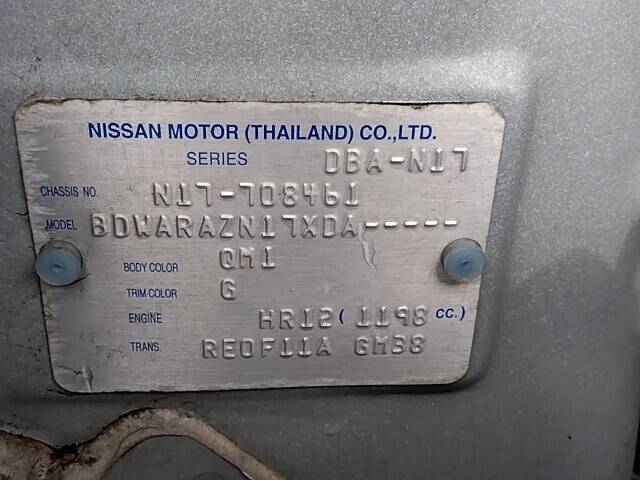 NISSAN MOTOR (THAILAND) CO.,LTD.
SERIES DBA-N17
CHASSIS NO. N17-708461
MODEL BDWARAZN17XDA-----
BODY COLOR QM1
TRIM COLOR G
ENGINE HR12 ( 1198 CC.)
TRANS. RE0F11A GM38